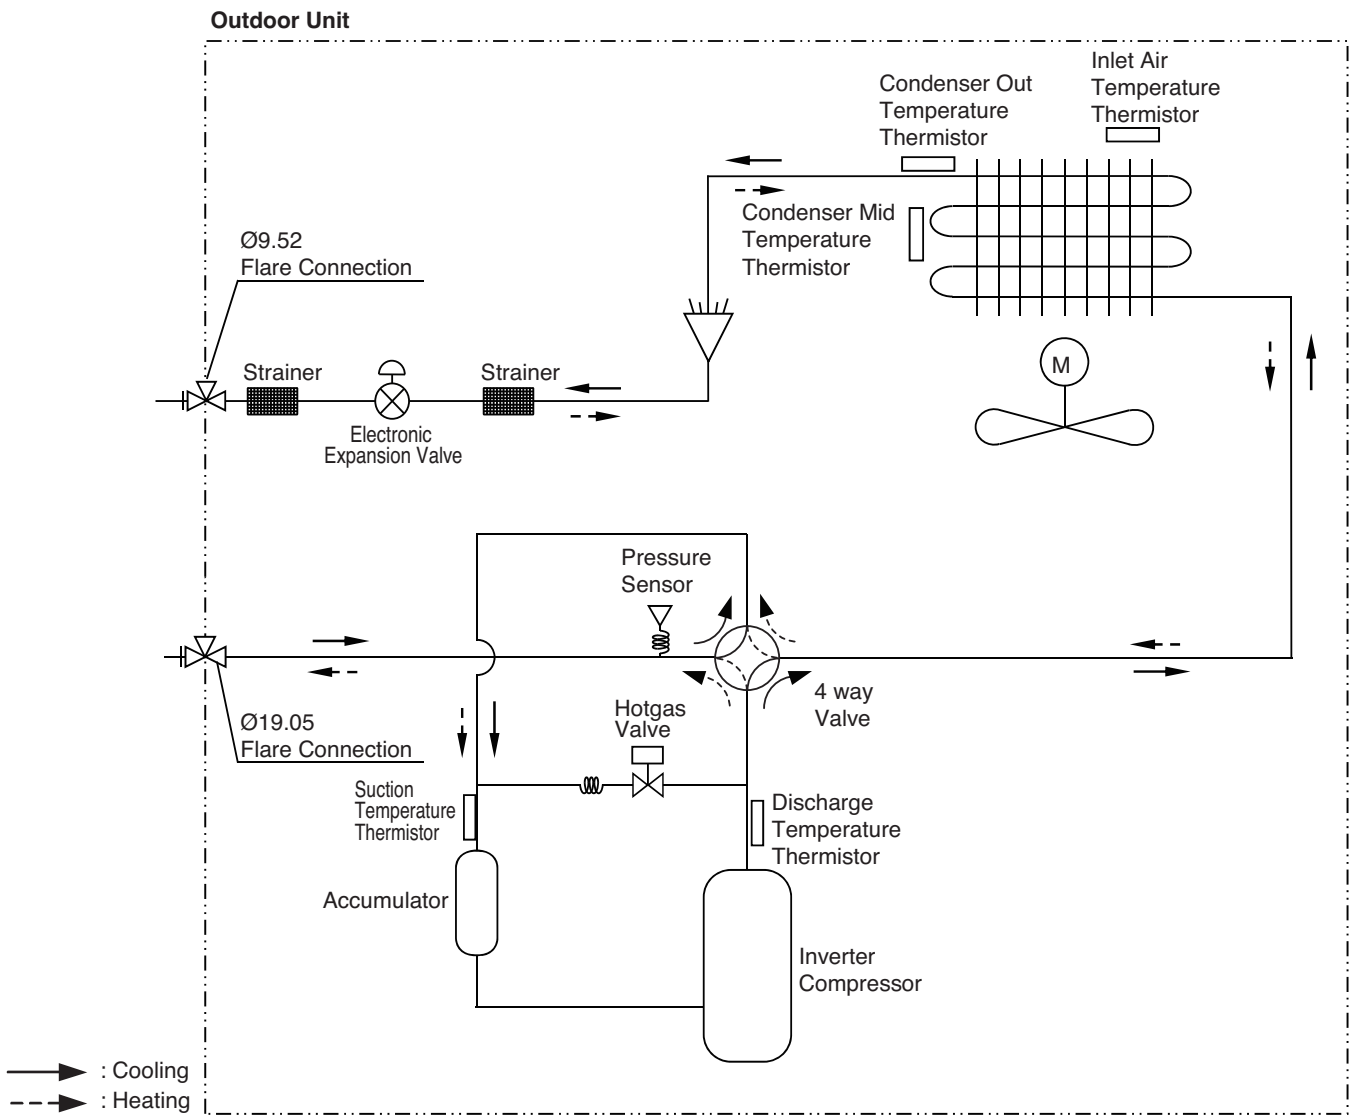 Outdoor Unit
Inlet Air
Temperature
Thermistor
Condenser Out
Temperature
Thermistor
Condenser Mid
Temperature
Thermistor
Ø9.52
Flare Connection
Strainer
Strainer
M
Electronic
Expansion Valve
Pressure
Sensor
4 way
Valve
Ø19.05
Flare Connection
Hotgas
Valve
Suction
Temperature
Thermistor
Discharge
Temperature
Thermistor
Accumulator
Inverter
Compressor
: Cooling
: Heating